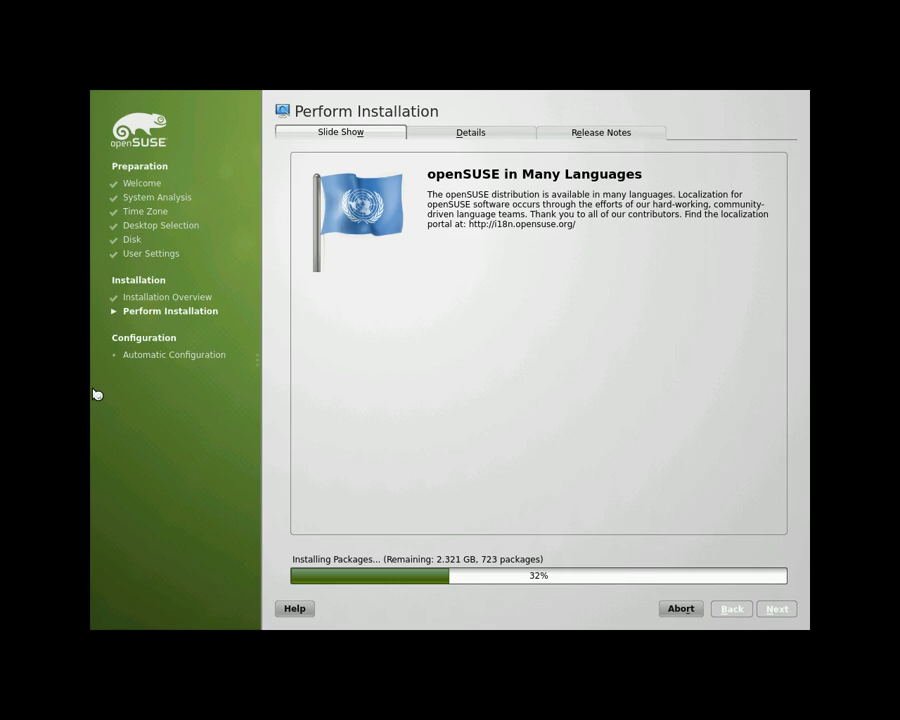 openSUSE
Preparation
Welcome
System Analysis
Time Zone
Desktop Selection
Disk
User Settings
Installation
Installation Overview
Perform Installation
Configuration
Automatic Configuration
Perform Installation
Slide Show
Details
Release Notes
openSUSE in Many Languages
The openSUSE distribution is available in many languages. Localization for
openSUSE software occurs through the efforts of our hard-working, community-
driven language teams. Thank you to all of our contributors. Find the localization
portal at: http://i18n.opensuse.org/
Installing Packages... (Remaining: 2.321 GB, 723 packages)
32%
Help
Abort
Back
Next